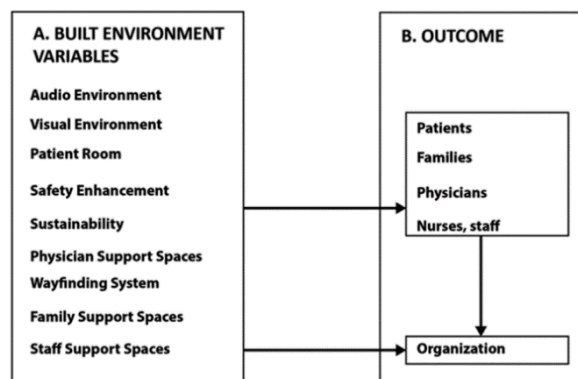 A. BUILT ENVIRONMENT
VARIABLES
Audio Environment
Visual Environment
Patient Room
Safety Enhancement
Sustainability
Physician Support Spaces
Wayfinding System
Family Support Spaces
Staff Support Spaces
B. OUTCOME
Patients
Families
Physicians
Nurses, staff
Organization